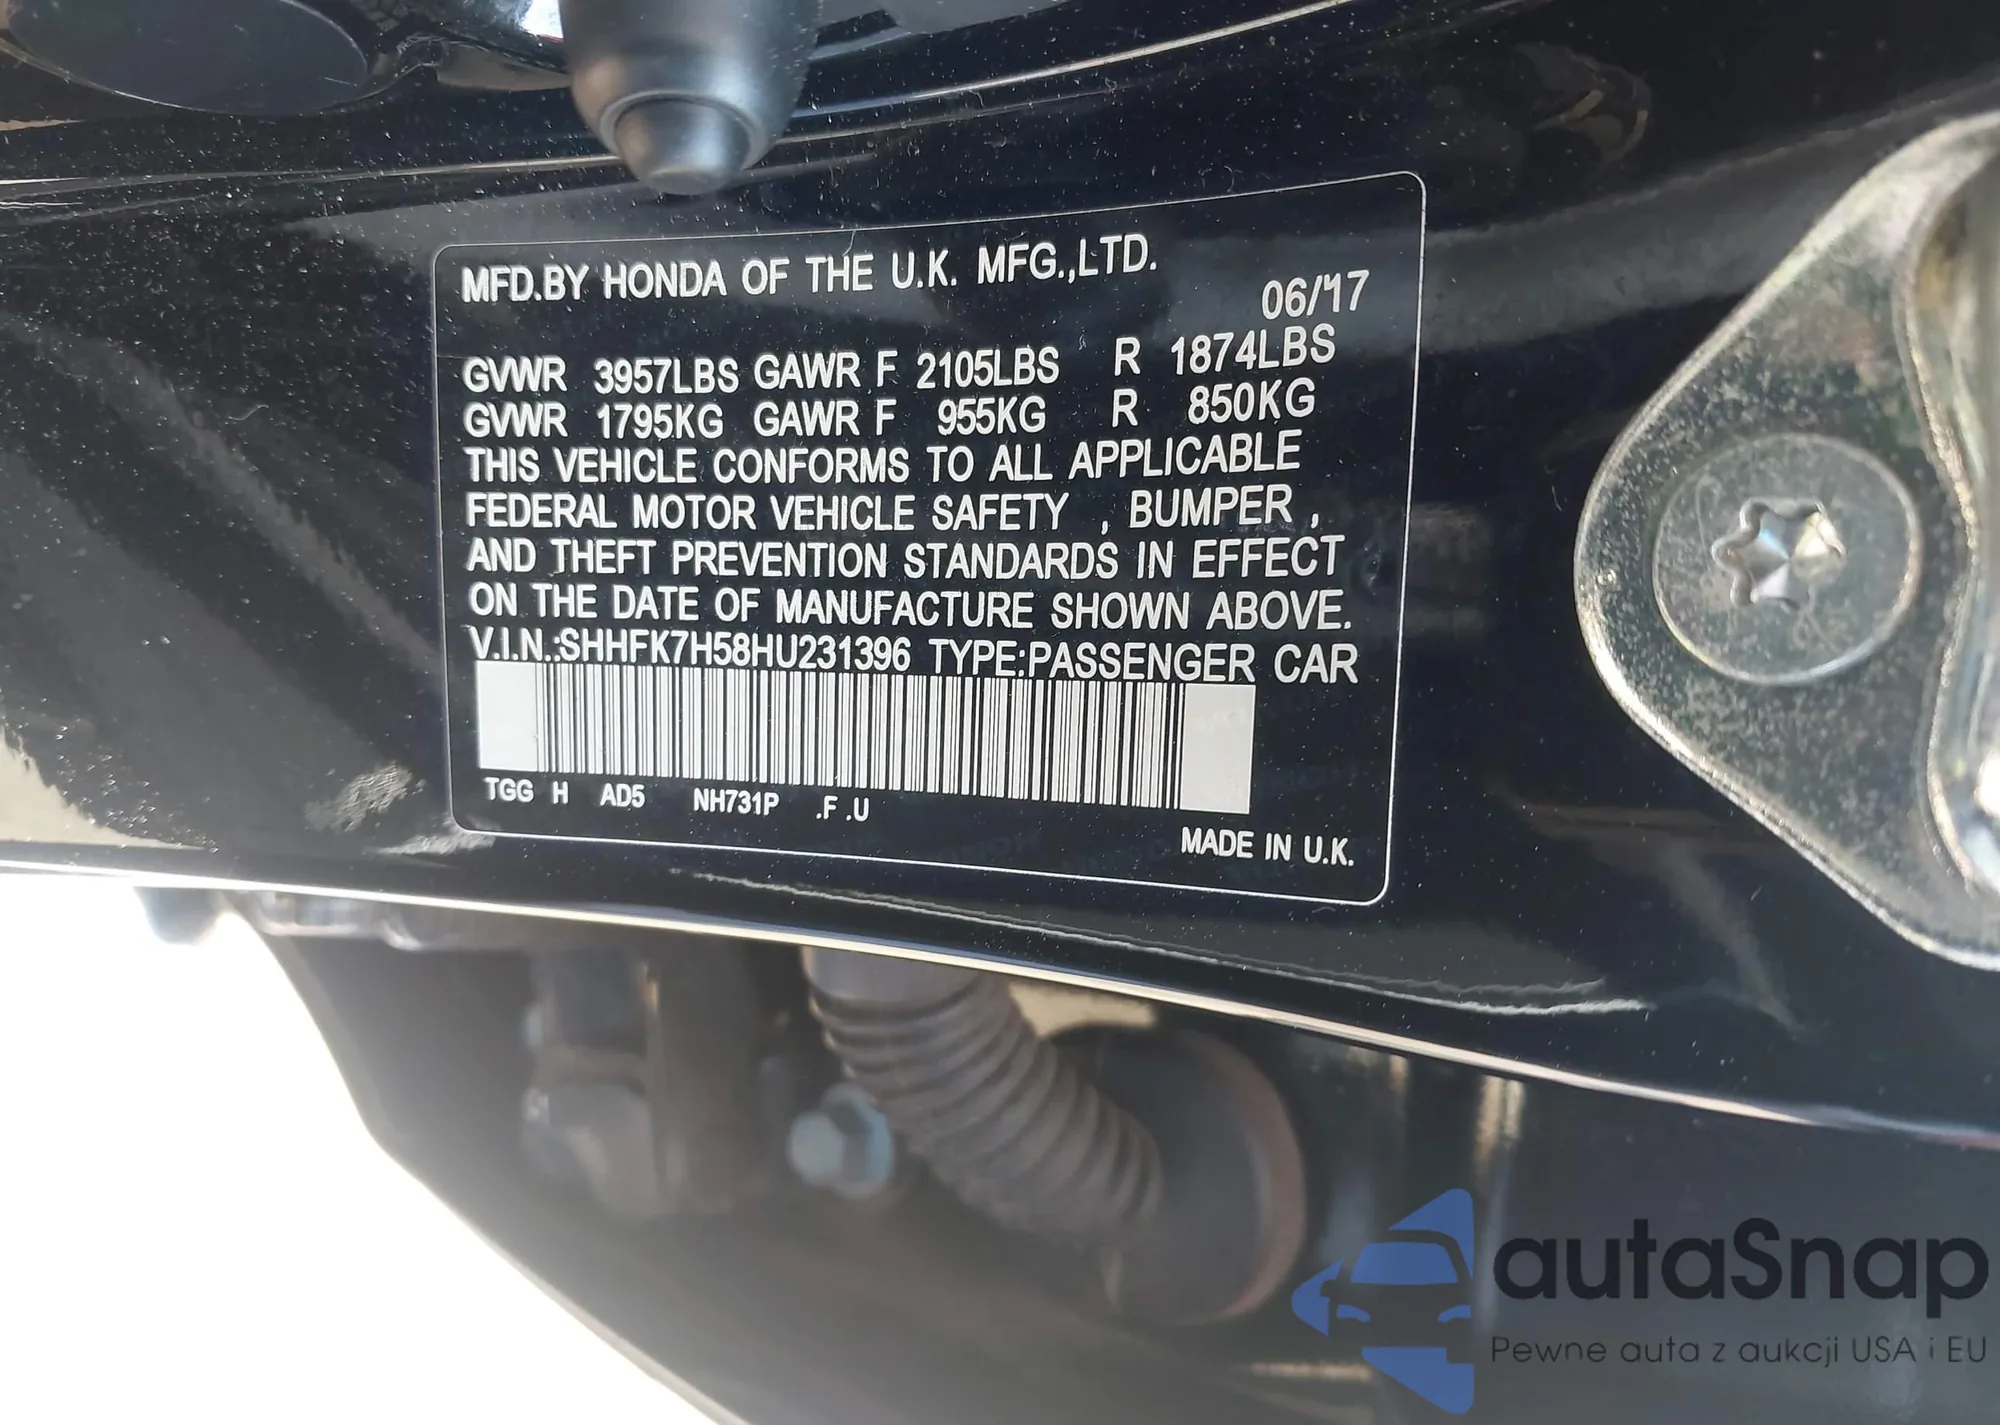 MFD.BY HONDA OF THE U.K. MFG.,LTD.
06/'17
GVWR 3957LBS GAWR F 2105LBS R 1874LBS
GVWR 1795KG GAWR F 955KG R 850KG
THIS VEHICLE CONFORMS TO ALL APPLICABLE
FEDERAL MOTOR VEHICLE SAFETY , BUMPER ,
AND THEFT PREVENTION STANDARDS IN EFFECT
ON THE DATE OF MANUFACTURE SHOWN ABOVE.
V.I.N.:SHHFK7H58HU231396 TYPE:PASSENGER CAR
TGG H AD5 NH731P .F .U
MADE IN U.K.
autaSnap
Pewne auta z aukcji USA i EU